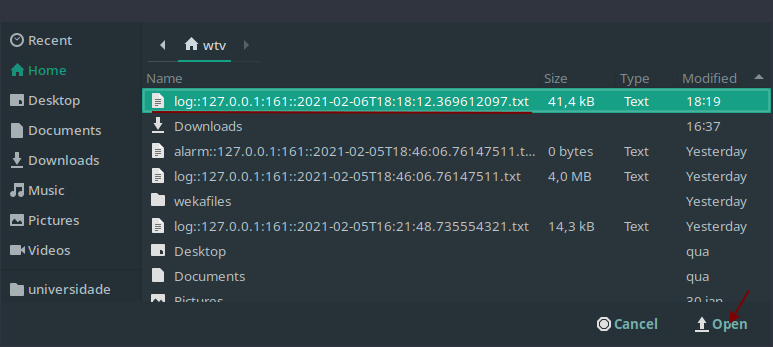 Recent
Home
Desktop
Documents
Downloads
Music
Pictures
Videos
universidade
wtv
Name Size Type Modified
log::127.0.0.1:161::2021-02-06T18:18:12.369612097.txt 41,4 kB Text 18:19
Downloads 16:37
alarm::127.0.0.1:161::2021-02-05T18:46:06.76147511.t... 0 bytes Text Yesterday
log::127.0.0.1:161::2021-02-05T18:46:06.76147511.txt 4,0 MB Text Yesterday
wekafiles Yesterday
log::127.0.0.1:161::2021-02-05T16:21:48.735554321.txt 14,3 kB Text Yesterday
Desktop qua
Documents qua
Pictures 30 jan
Cancel Open